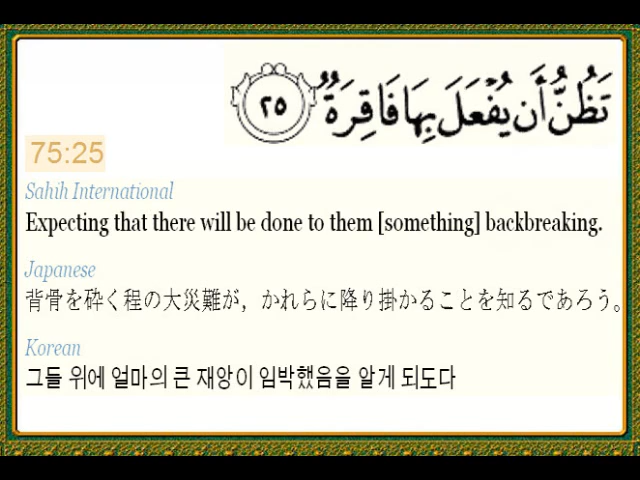 تَظُنُّ أَن يُفْعَلَ بِهَا فَاقِرَةٌ ٢٥
75:25
Sahih International
Expecting that there will be done to them [something] backbreaking.
Japanese
背骨を砕く程の大災難が，かれらに降り掛かることを知るであろう。
Korean
그들 위에 얼마의 큰 재앙이 임박했음을 알게 되도다